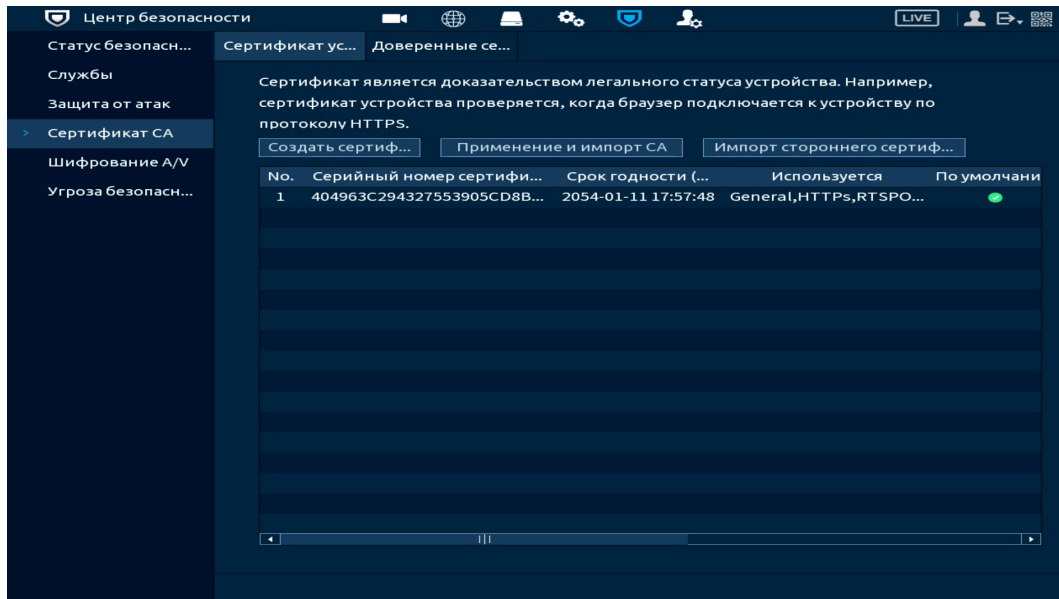 Центр безопасности LIVE
Статус безопасн...
Службы
Защита от атак
> Сертификат CA
Шифрование A/V
Угроза безопасн...
Сертификат ус... Доверенные се...
Сертификат является доказательством легального статуса устройства. Например,
сертификат устройства проверяется, когда браузер подключается к устройству по
протоколу HTTPS.
Создать сертиф... Применение и импорт CA Импорт стороннего сертиф...
No. Серийный номер сертифи... Срок годности (... Используется По умолчани
1 404963C294327553905CD8B... 2054-01-11 17:57:48 General,HTTPs,RTSPO...